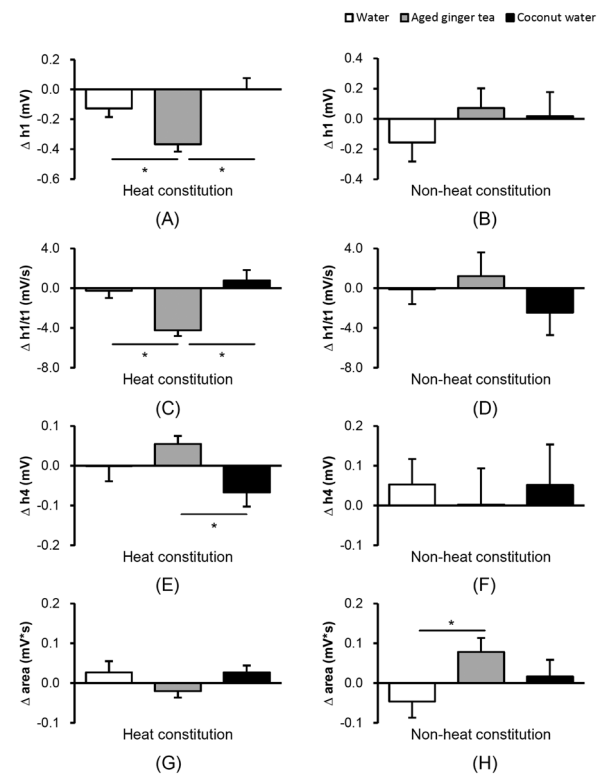 Water Aged ginger tea Coconut water
0.2
0.0
-0.2
-0.4
-0.6
Δ h1 (mV)
* *
Heat constitution
(A)
0.4
0.2
0.0
-0.2
-0.4
Δ h1 (mV)
Non-heat constitution
(B)
4.0
0.0
-4.0
-8.0
Δ h1/t1 (mV/s)
* *
Heat constitution
(C)
4.0
0.0
-4.0
-8.0
Δ h1/t1 (mV/s)
Non-heat constitution
(D)
0.1
0.0
-0.1
-0.2
Δ h4 (mV)
*
Heat constitution
(E)
0.2
0.1
0.0
-0.1
Δ h4 (mV)
Non-heat constitution
(F)
0.2
0.1
0.0
-0.1
Δ area (mV*s)
Heat constitution
(G)
0.2
0.1
0.0
-0.1
Δ area (mV*s)
*
Non-heat constitution
(H)